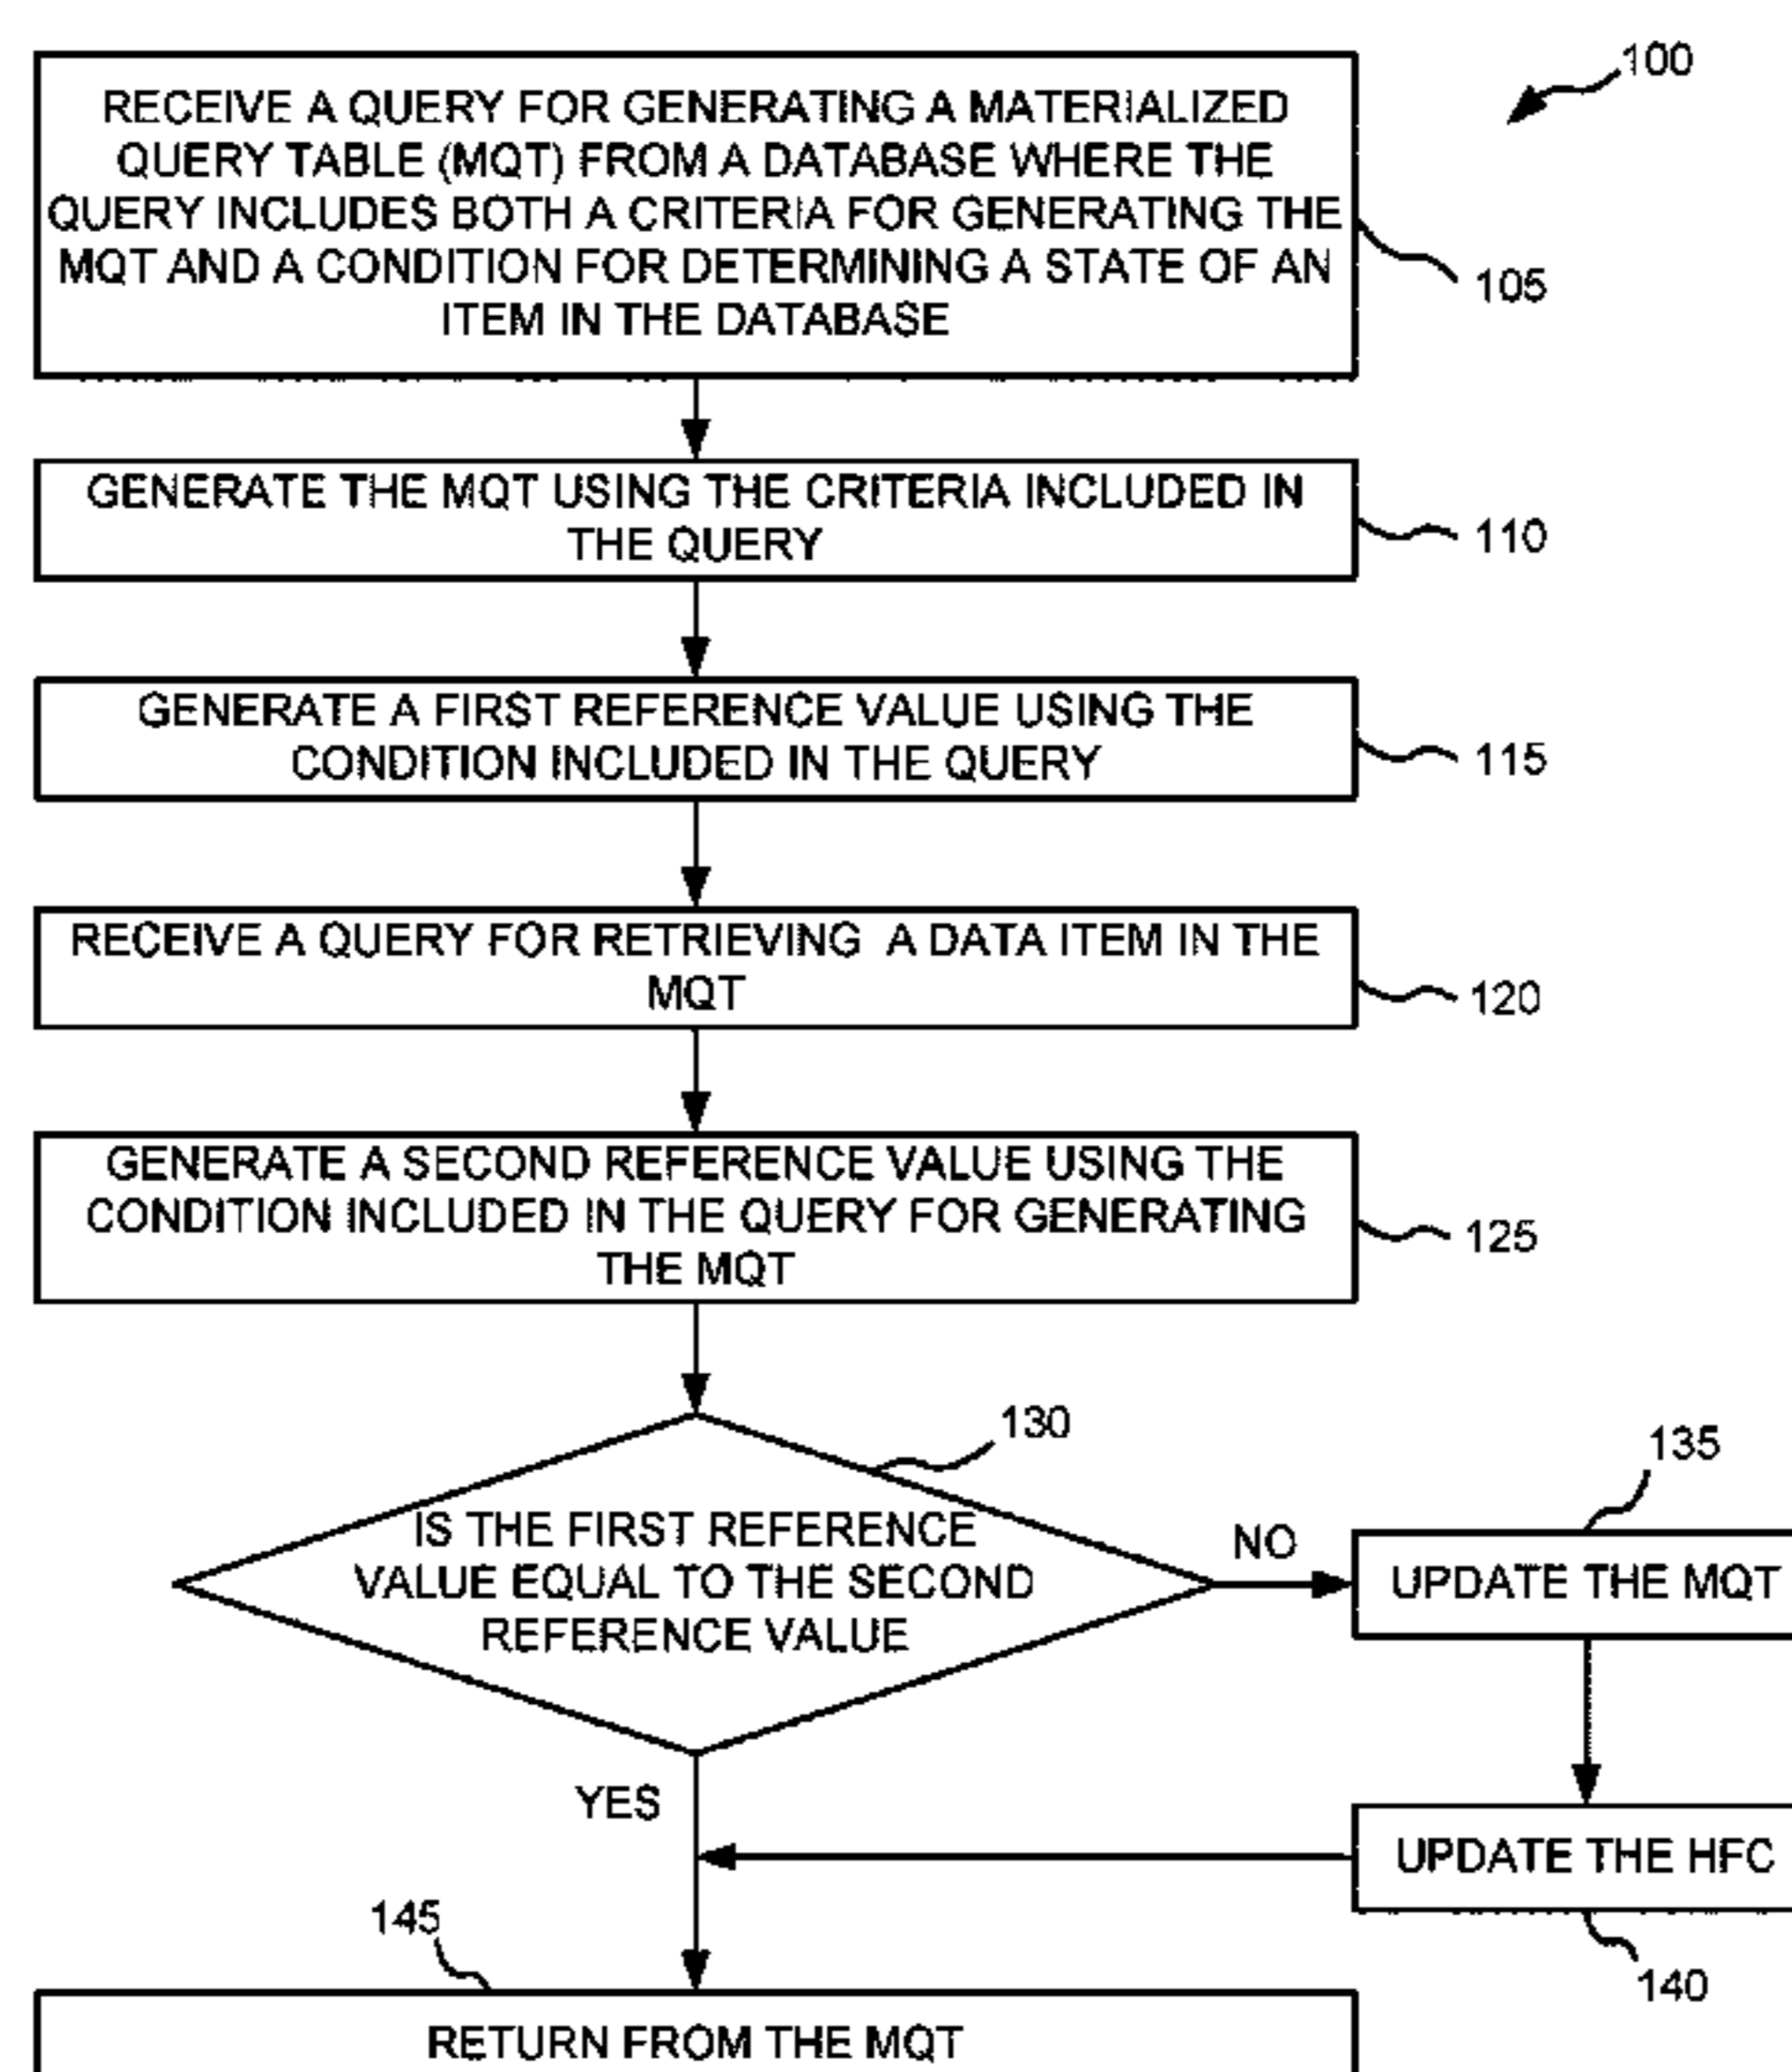 100
RECEIVE A QUERY FOR GENERATING A MATERIALIZED
QUERY TABLE (MQT) FROM A DATABASE WHERE THE
QUERY INCLUDES BOTH A CRITERIA FOR GENERATING THE
MQT AND A CONDITION FOR DETERMINING A STATE OF AN
ITEM IN THE DATABASE
105
GENERATE THE MQT USING THE CRITERIA INCLUDED IN
THE QUERY
110
GENERATE A FIRST REFERENCE VALUE USING THE
CONDITION INCLUDED IN THE QUERY
115
RECEIVE A QUERY FOR RETRIEVING A DATA ITEM IN THE
MQT
120
GENERATE A SECOND REFERENCE VALUE USING THE
CONDITION INCLUDED IN THE QUERY FOR GENERATING
THE MQT
125
130
IS THE FIRST REFERENCE
VALUE EQUAL TO THE SECOND
REFERENCE VALUE
NO
135
UPDATE THE MQT
YES
UPDATE THE HFC
140
145
RETURN FROM THE MQT